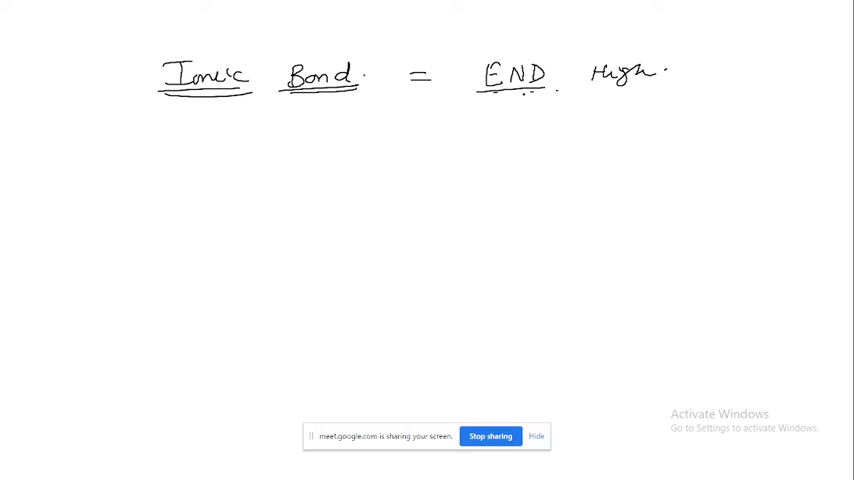 Ionic Bond. = END. High.
Activate Windows
Go to Settings to activate Windows.
meet.google.com is sharing your screen. Stop sharing Hide